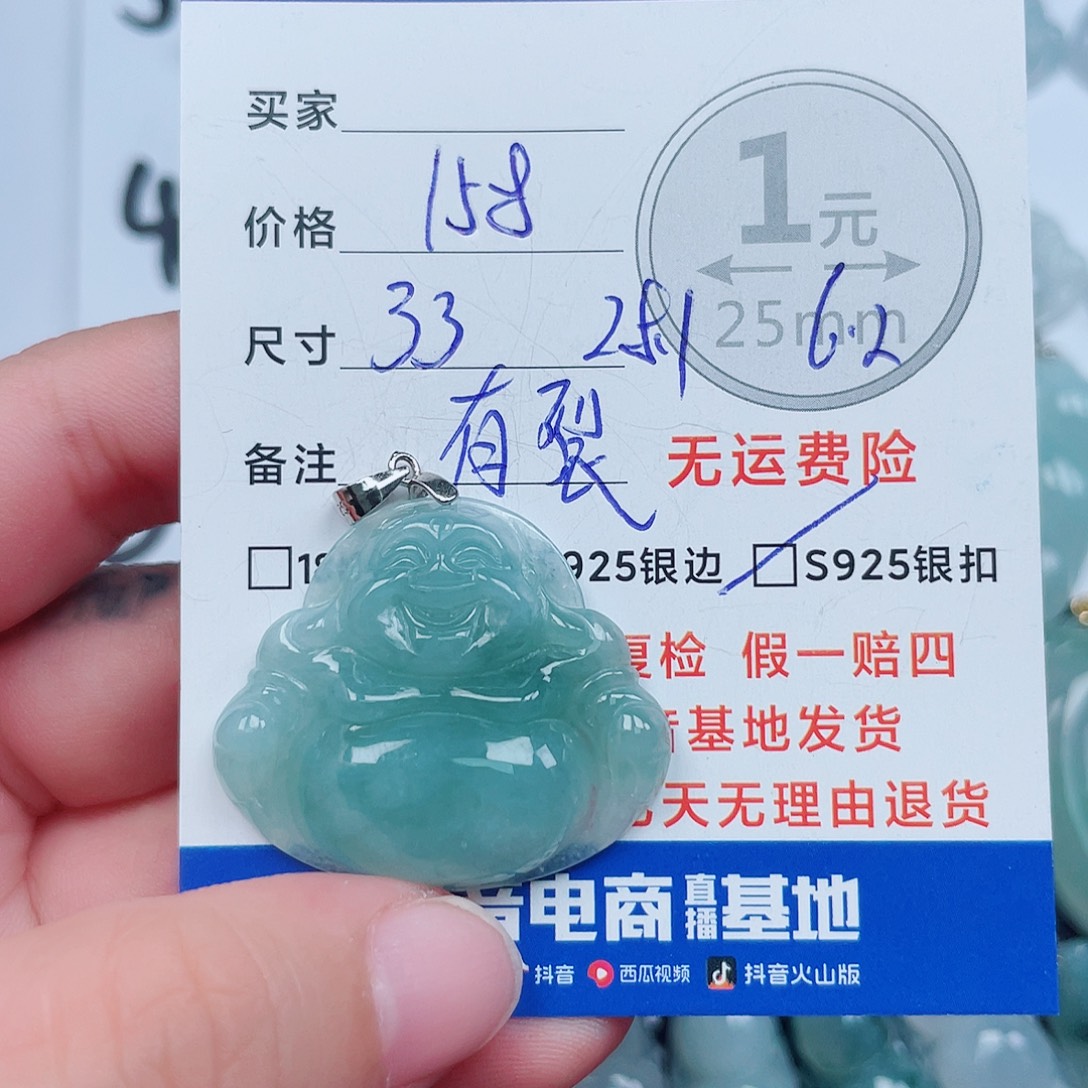 买家
1元
价格 158
25mm
尺寸 33 25.1 6.2
备注 有裂 无运费险
925银边 S925银扣
复检 假一赔四
基地发货
天无理由退货
音电商直播基地
抖音 西瓜视频 抖音火山版